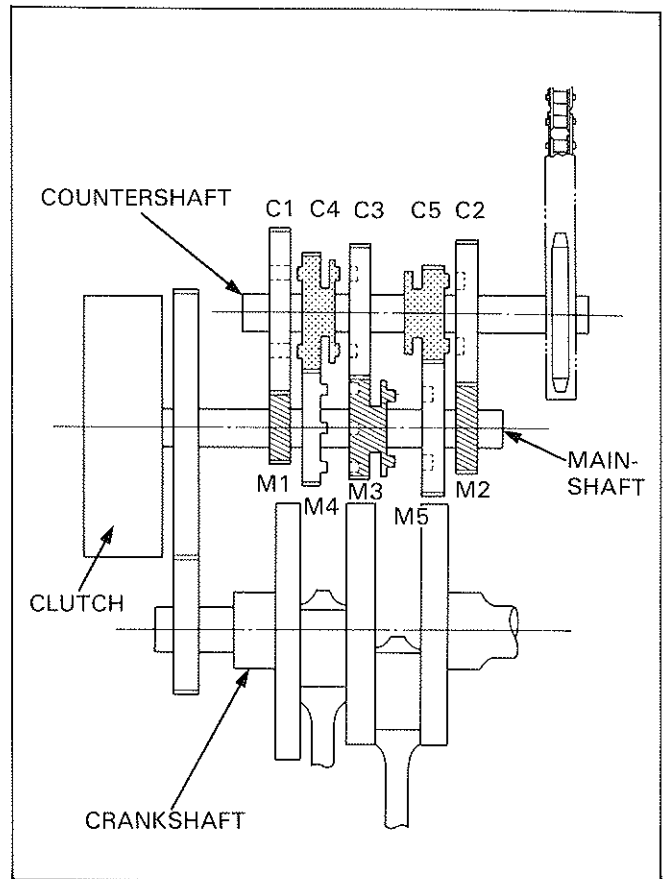 COUNTERSHAFT
C1 C4 C3 C5 C2
M1
M4
M3
M5
M2
MAIN-
SHAFT
CLUTCH
CRANKSHAFT